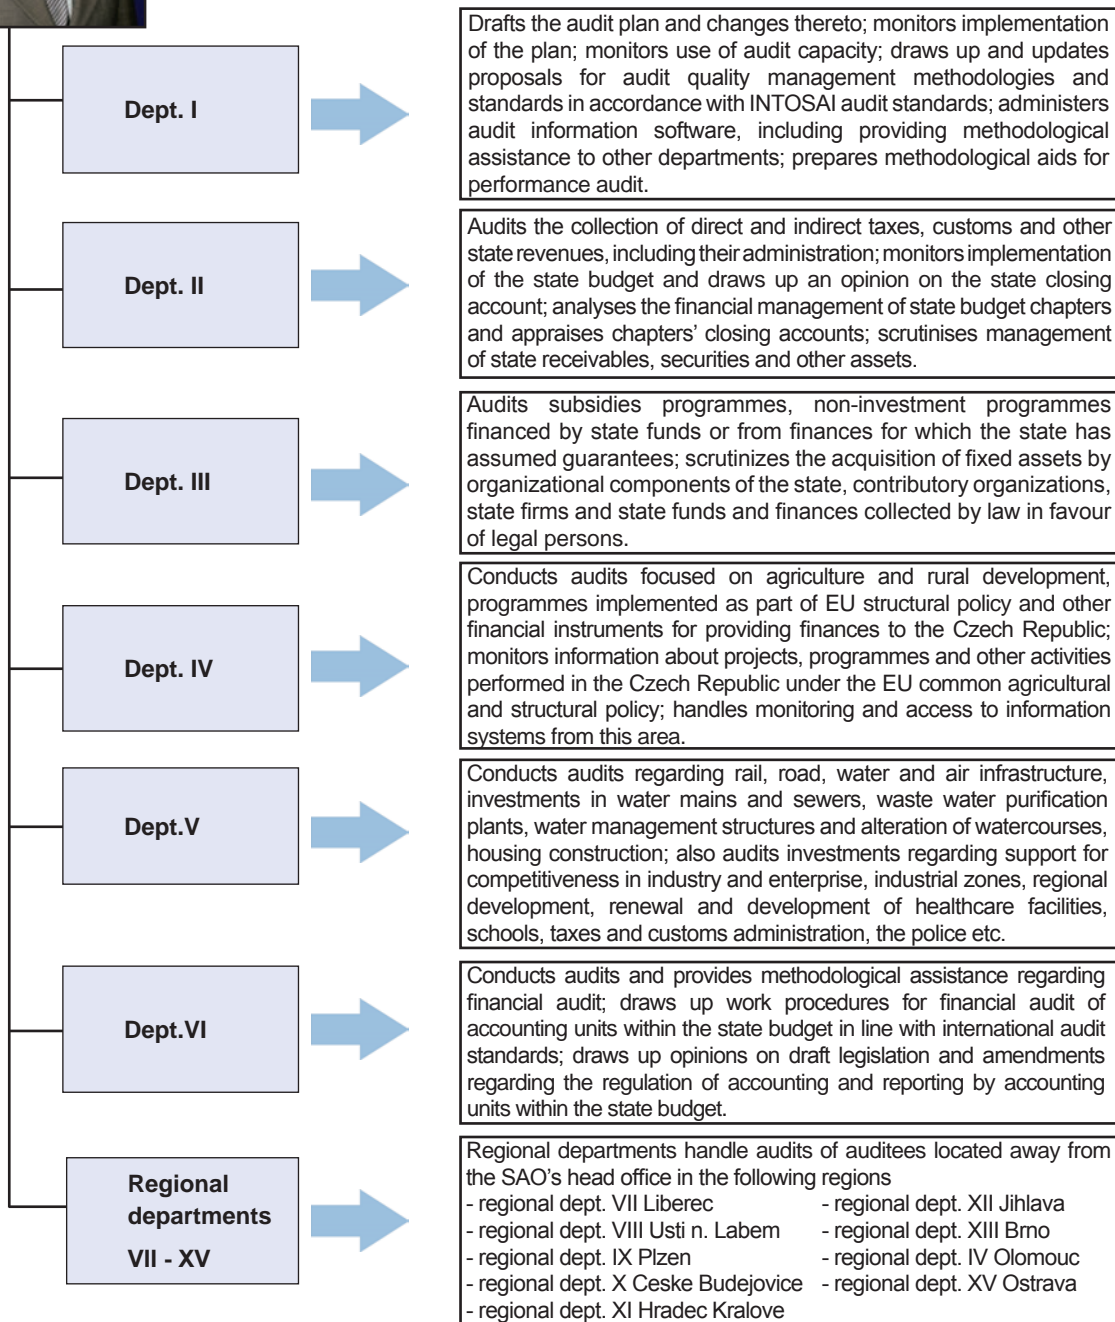 Dept. I
Drafts the audit plan and changes thereto; monitors implementation
of the plan; monitors use of audit capacity; draws up and updates
proposals for audit quality management methodologies and
standards in accordance with INTOSAI audit standards; administers
audit information software, including providing methodological
assistance to other departments; prepares methodological aids for
performance audit.
Dept. II
Audits the collection of direct and indirect taxes, customs and other
state revenues, including their administration; monitors implementation
of the state budget and draws up an opinion on the state closing
account; analyses the financial management of state budget chapters
and appraises chapters’ closing accounts; scrutinises management
of state receivables, securities and other assets.
Dept. III
Audits subsidies programmes, non-investment programmes
financed by state funds or from finances for which the state has
assumed guarantees; scrutinizes the acquisition of fixed assets by
organizational components of the state, contributory organizations,
state firms and state funds and finances collected by law in favour
of legal persons.
Dept. IV
Conducts audits focused on agriculture and rural development,
programmes implemented as part of EU structural policy and other
financial instruments for providing finances to the Czech Republic;
monitors information about projects, programmes and other activities
performed in the Czech Republic under the EU common agricultural
and structural policy; handles monitoring and access to information
systems from this area.
Dept.V
Conducts audits regarding rail, road, water and air infrastructure,
investments in water mains and sewers, waste water purification
plants, water management structures and alteration of watercourses,
housing construction; also audits investments regarding support for
competitiveness in industry and enterprise, industrial zones, regional
development, renewal and development of healthcare facilities,
schools, taxes and customs administration, the police etc.
Dept.VI
Conducts audits and provides methodological assistance regarding
financial audit; draws up work procedures for financial audit of
accounting units within the state budget in line with international audit
standards; draws up opinions on draft legislation and amendments
regarding the regulation of accounting and reporting by accounting
units within the state budget.
Regional
departments
VII - XV
Regional departments handle audits of auditees located away from
the SAO’s head office in the following regions
- regional dept. VII Liberec
- regional dept. VIII Usti n. Labem
- regional dept. IX Plzen
- regional dept. X Ceske Budejovice
- regional dept. XI Hradec Kralove
- regional dept. XII Jihlava
- regional dept. XIII Brno
- regional dept. IV Olomouc
- regional dept. XV Ostrava